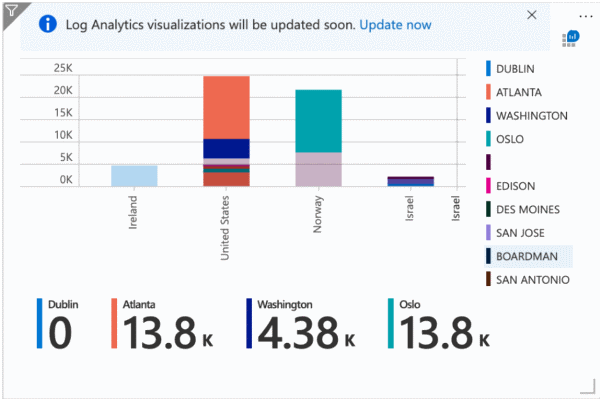 Log Analytics visualizations will be updated soon. Update now
25K
20K
15K
10K
5K
0K
Ireland
United States
Norway
Israel
Israel
DUBLIN
ATLANTA
WASHINGTON
OSLO
EDISON
DES MOINES
SAN JOSE
BOARDMAN
SAN ANTONIO
Dublin
0
Atlanta
13.8 K
Washington
4.38 K
Oslo
13.8 K